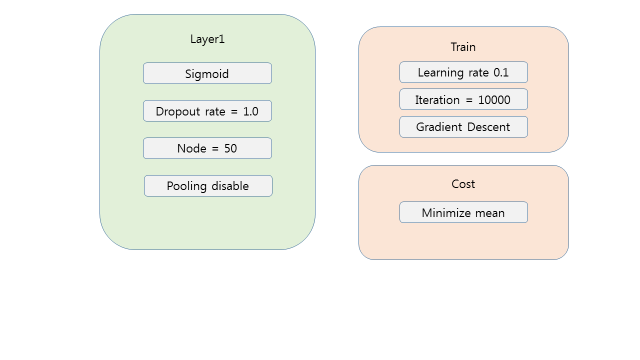 Layer1
Sigmoid
Dropout rate = 1.0
Node = 50
Pooling disable
Train
Learning rate 0.1
Iteration = 10000
Gradient Descent
Cost
Minimize mean